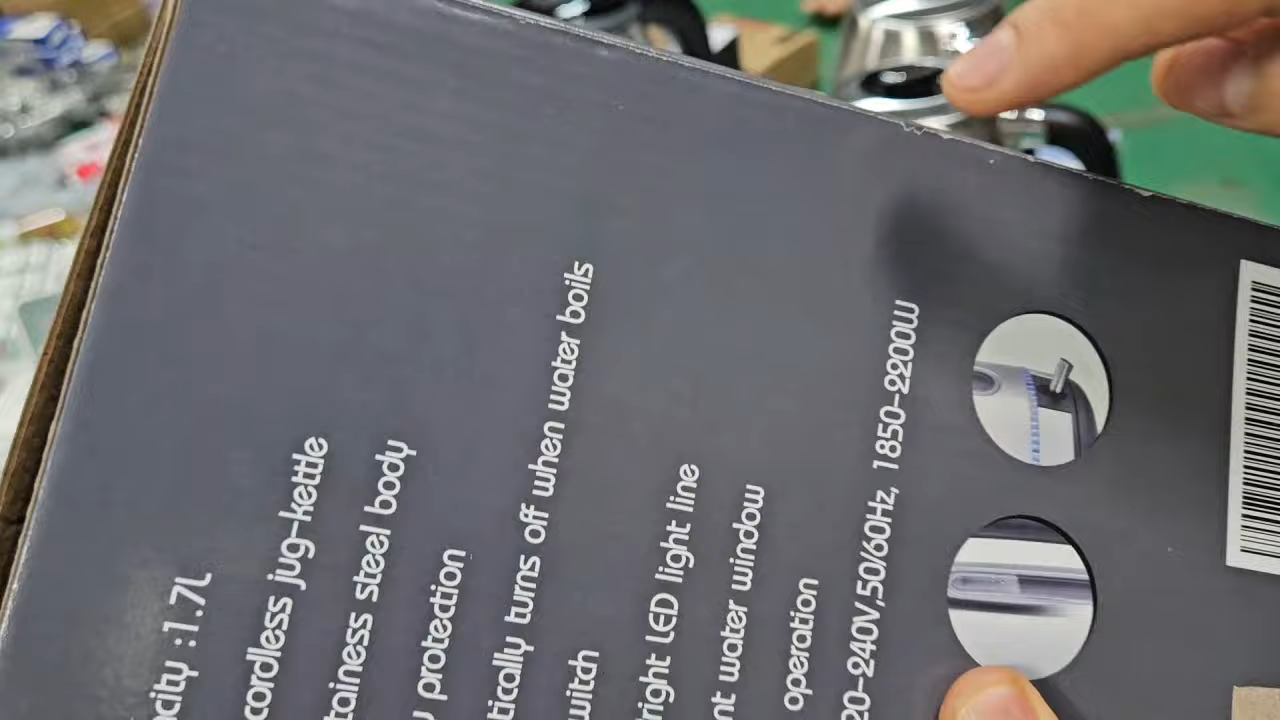 acity :1.7L
cordless jug-kettle
tainess steel body
protection
tically turns off when water boils
witch
right LED light line
nt water window
operation
20-240V,50/60Hz, 1850-2200W